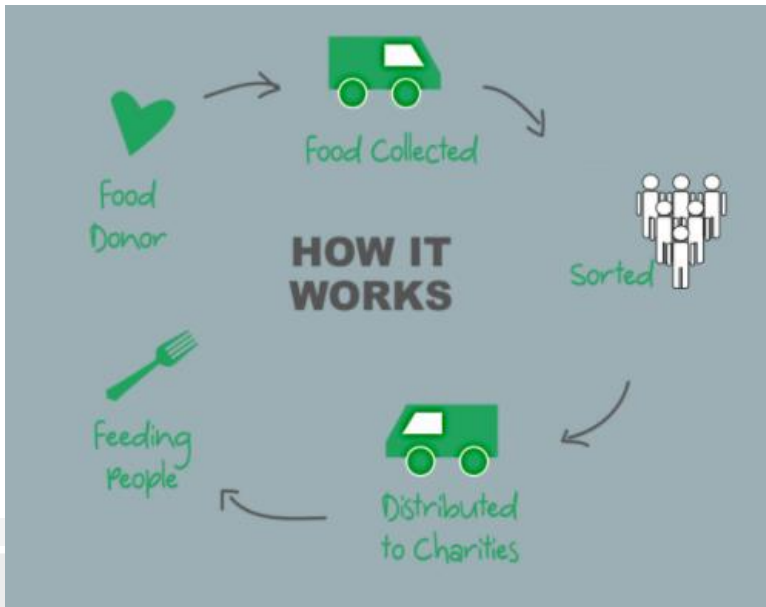 Food Collected
Food
Donor
HOW IT
WORKS
Sorted
Feeding
People
Distributed
to Charities